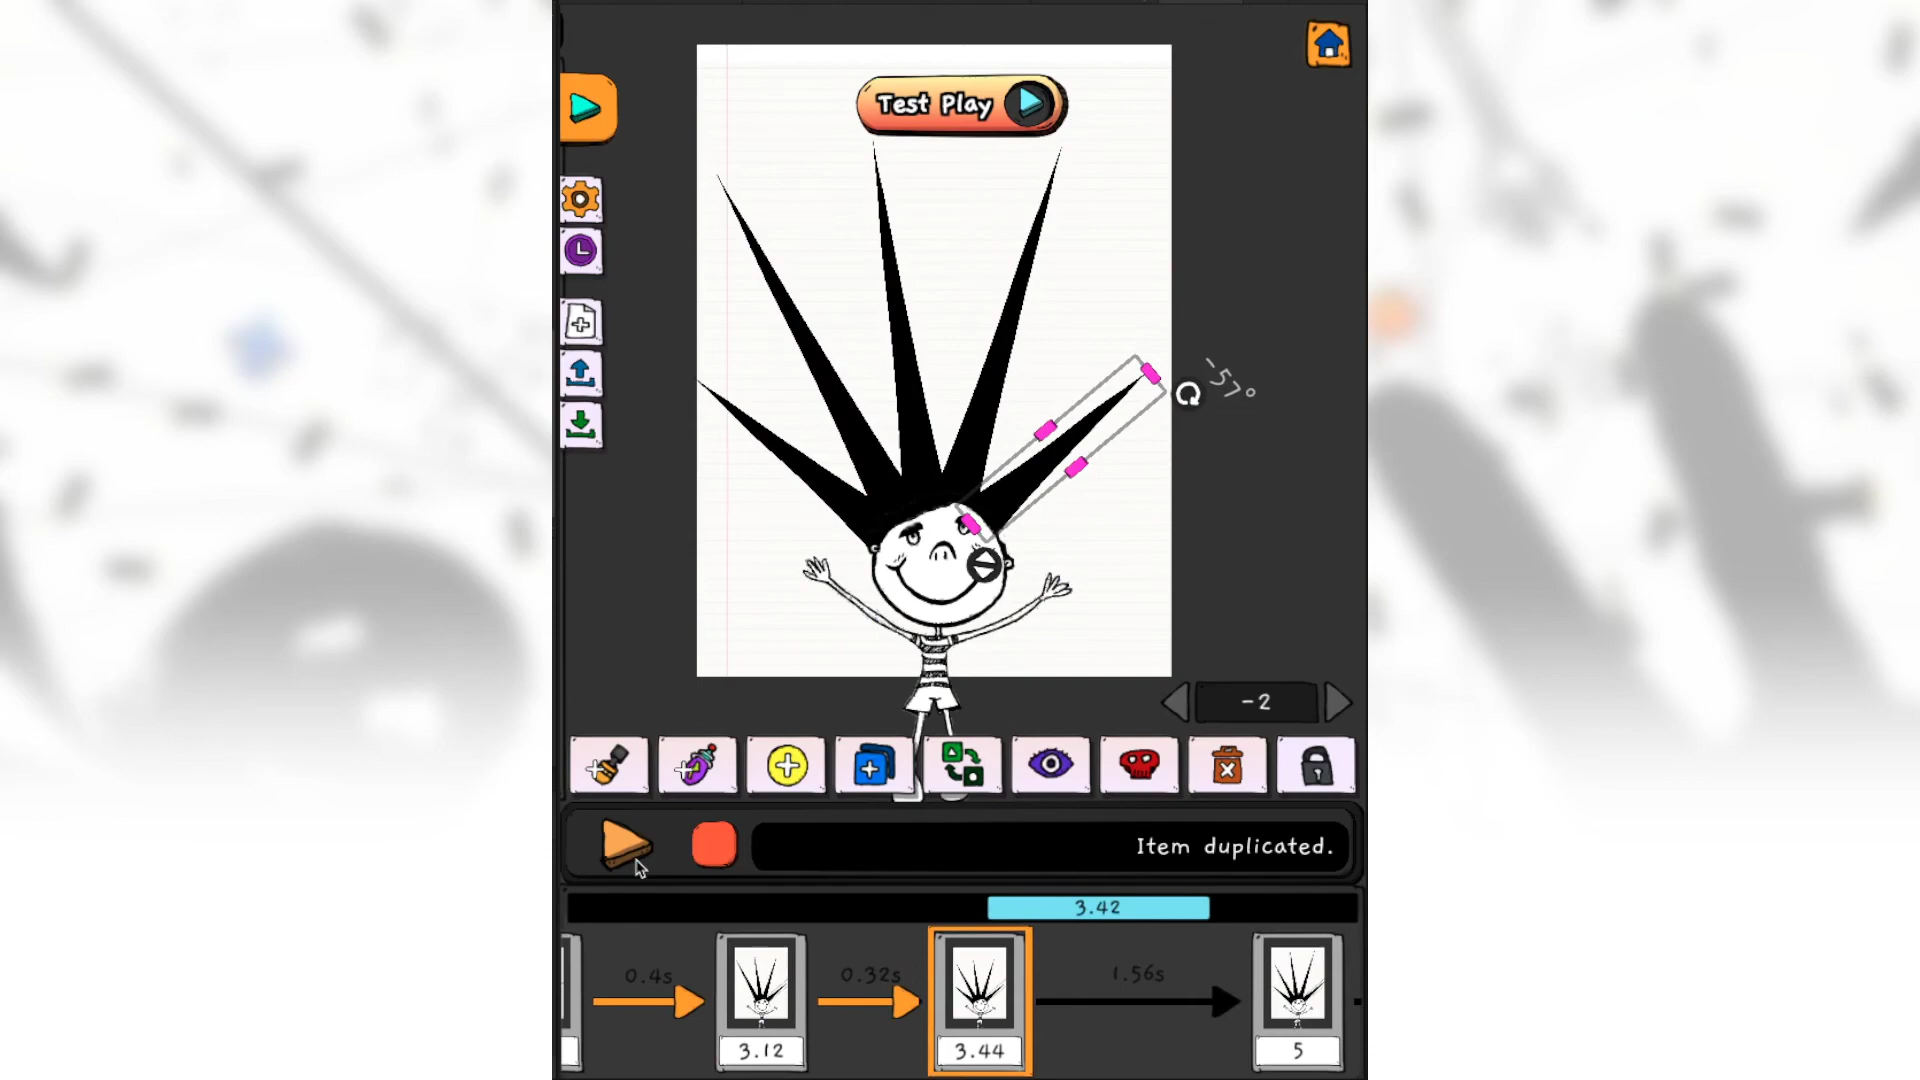 Test Play
-57°
-2
Item duplicated.
3.42
0.4s
0.32s
1.56s
3.12
3.44
5